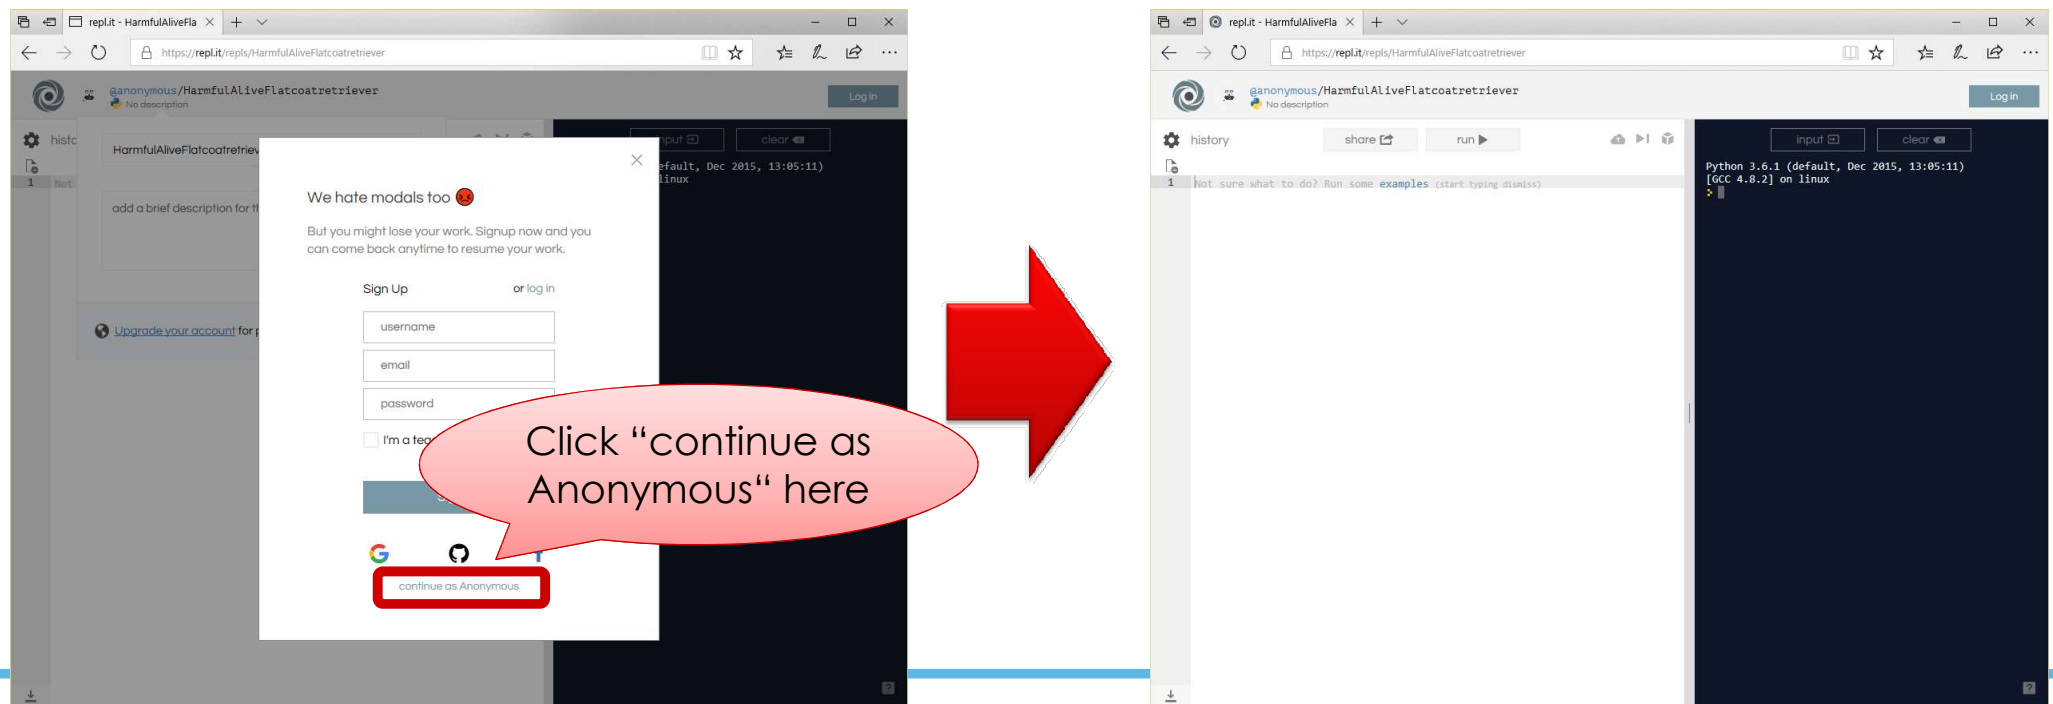 repl.it - HarmfulAliveFla
https://repl.it/repls/HarmfulAliveFlatcoatretriever
@anonymous/HarmfulAliveFlatcoatretriever
No description
Log in
histo
HarmfulAliveFlatcoatretriev
input
clear
efault, Dec 2015, 13:05:11)
linux
1 Not
add a brief description for th
Upgrade your account for p
We hate modals too
But you might lose your work. Signup now and you
can come back anytime to resume your work.
Sign Up or log in
username
email
password
I'm a tea
Click “continue as
Anonymous“ here
continue as Anonymous
?
repl.it - HarmfulAliveFla
https://repl.it/repls/HarmfulAliveFlatcoatretriever
@anonymous/HarmfulAliveFlatcoatretriever
No description
Log in
history share run
input clear
1 Not sure what to do? Run some examples (start typing dismiss)
Python 3.6.1 (default, Dec 2015, 13:05:11)
[GCC 4.8.2] on linux
?